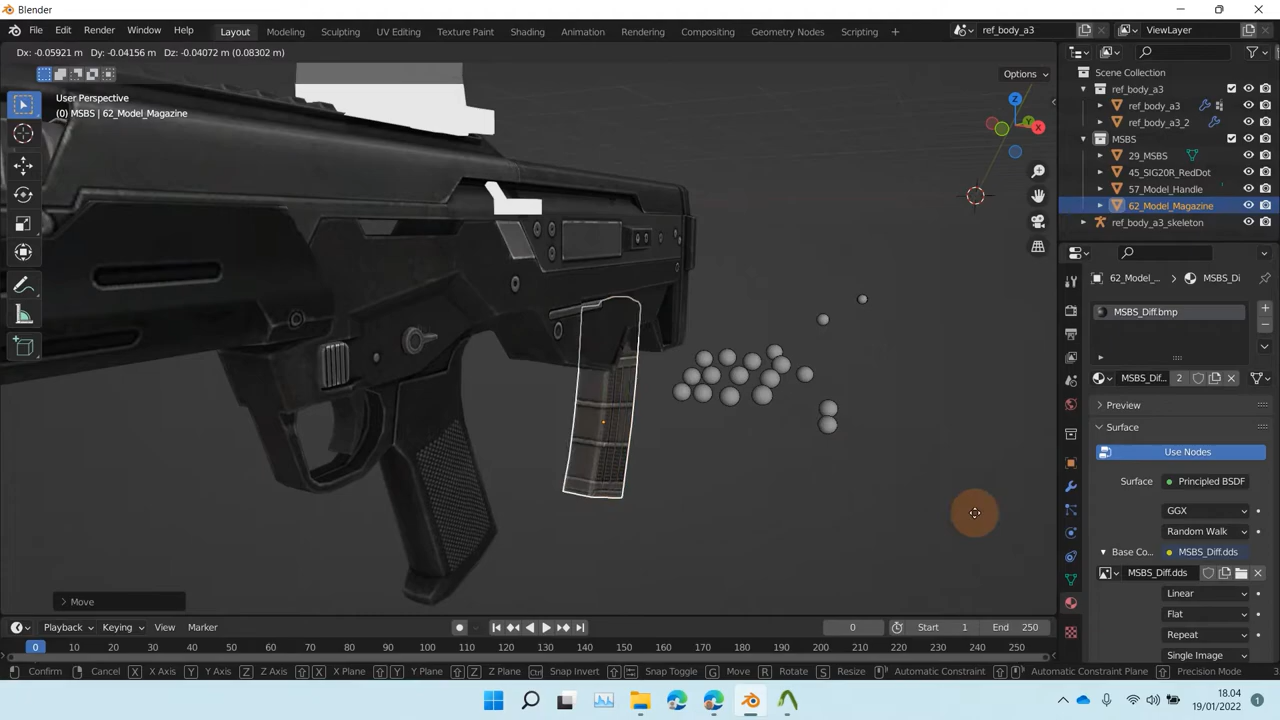 Blender
File Edit Render Window Help Layout Modeling Sculpting UV Editing Texture Paint Shading Animation Rendering Compositing Geometry Nodes Scripting + ref_body_a3 ViewLayer
Dx: -0.05921 m Dy: -0.04156 m Dz: -0.04072 m (0.08302 m)
Options
User Perspective
(0) MSBS | 62_Model_Magazine
Z
Y
X
Scene Collection
ref_body_a3
ref_body_a3
ref_body_a3_2
MSBS
29_MSBS
45_SIG20R_RedDot
57_Model_Handle
62_Model_Magazine
ref_body_a3_skeleton
62_Model_... > MSBS_Di
MSBS_Diff.bmp
MSBS_Dif... 2
Preview
Surface
Use Nodes
Surface Principled BSDF
GGX
Random Walk
Base Co... MSBS_Diff.dds
MSBS_Diff.dds
Linear
Flat
Repeat
Single Image
> Move
Playback Keying View Marker 0 Start 1 End 250
0 10 20 30 40 50 60 70 80 90 100 110 120 130 140 150 160 170 180 190 200 210 220 230 240 250
Confirm Cancel X X Axis Y Y Axis Z Z Axis X X Plane Y Y Plane Z Z Plane Ctrl Snap Invert Snap Toggle G Move R Rotate S Resize Automatic Constraint Automatic Constraint Plane Precision Mode 3
18.04
19/01/2022
1